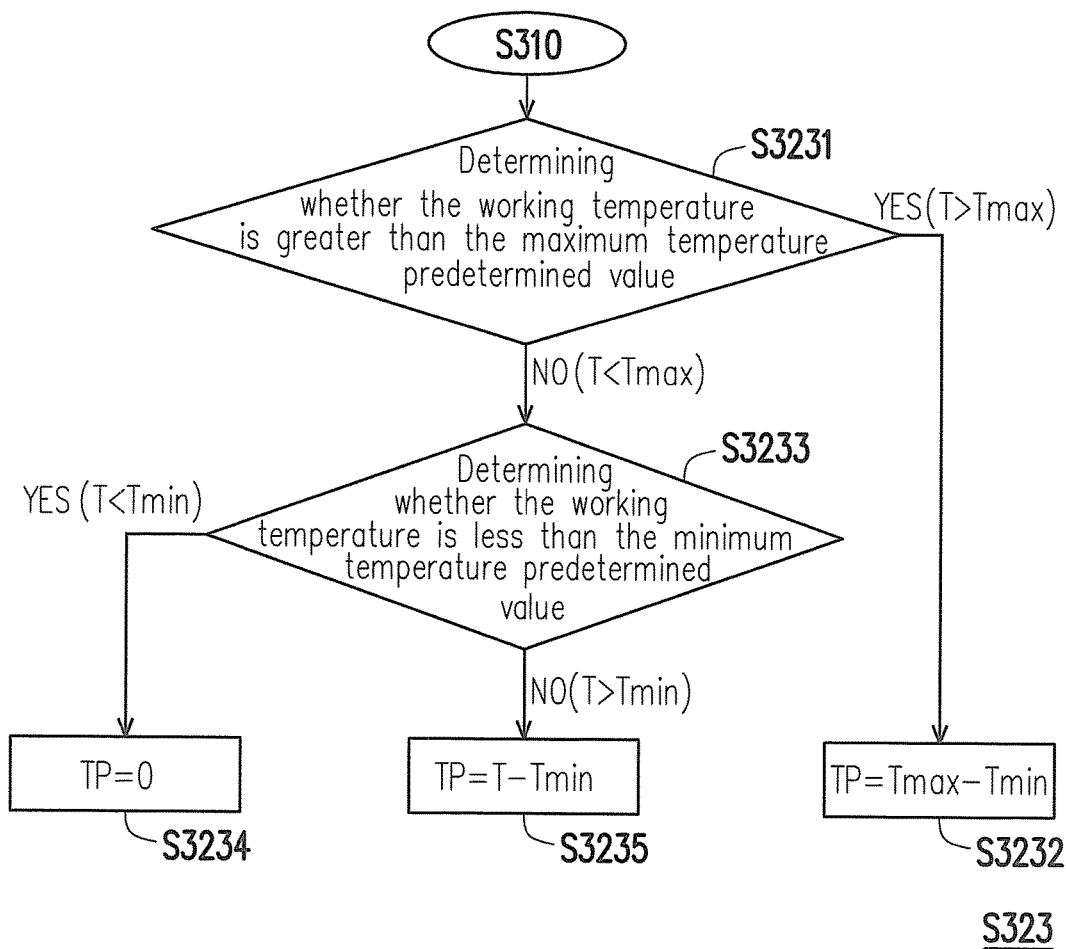 S310
S3231
Determining
whether the working temperature
is greater than the maximum temperature
predetermined value
YES(T>Tmax)
NO(T<Tmax)
S3233
Determining
whether the working
temperature is less than the minimum
temperature predetermined
value
YES(T<Tmin)
NO(T>Tmin)
TP=0
TP=T-Tmin
TP=Tmax-Tmin
S3234
S3235
S3232
S323